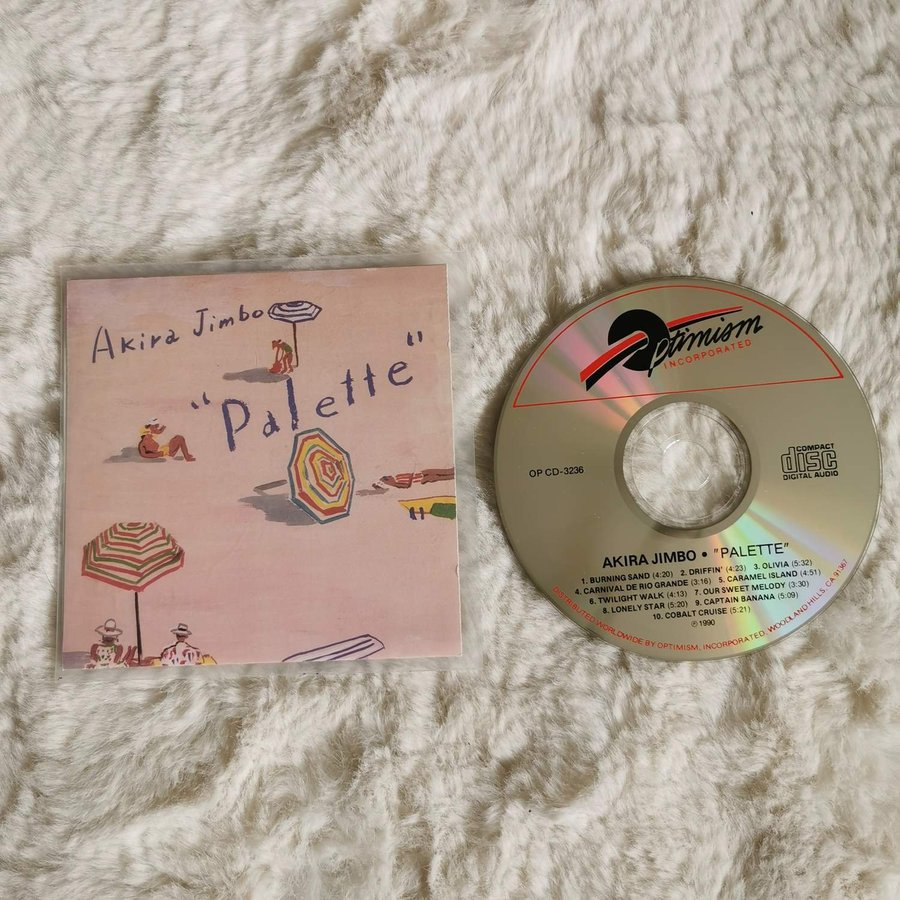 Akira Jimbo
"Palette"
Optimism
INCORPORATED
OP CD-3236
COMPACT
disc
DIGITAL AUDIO
AKIRA JIMBO • "PALETTE"
1. BURNING SAND (4:20) 2. DRIFFIN' (4:23) 3. OLIVIA (5:32)
4. CARNIVAL DE RIO GRANDE (3:16) 5. CARAMEL ISLAND (4:51)
6. TWILIGHT WALK (4:13) 7. OUR SWEET MELODY (3:30)
8. LONELY STAR (5:20) 9. CAPTAIN BANANA (5:09)
10. COBALT CRUISE (5:21)
℗ 1990
DISTRIBUTED WORLDWIDE BY OPTIMISM, INCORPORATED, WOODLAND HILLS, CA 91367